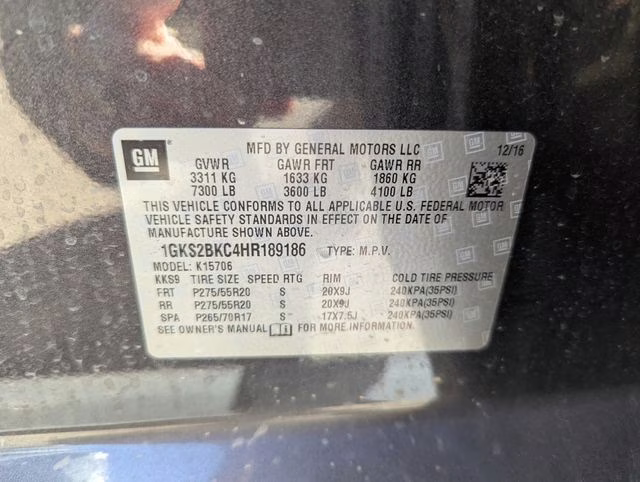 GM
MFD BY GENERAL MOTORS LLC 12/16
GVWR GAWR FRT GAWR RR
3311 KG 1633 KG 1860 KG
7300 LB 3600 LB 4100 LB
THIS VEHICLE CONFORMS TO ALL APPLICABLE U.S. FEDERAL MOTOR
VEHICLE SAFETY STANDARDS IN EFFECT ON THE DATE OF
MANUFACTURE SHOWN ABOVE.
1GKS2BKC4HR189186 TYPE: M.P.V.
MODEL: K15706
KKS9 TIRE SIZE SPEED RTG RIM COLD TIRE PRESSURE
FRT P275/55R20 S 20X9J 240KPA(35PSI)
RR P275/55R20 S 20X9J 240KPA(35PSI)
SPA P265/70R17 S 17X7.5J 240KPA(35PSI)
SEE OWNER'S MANUAL FOR MORE INFORMATION.